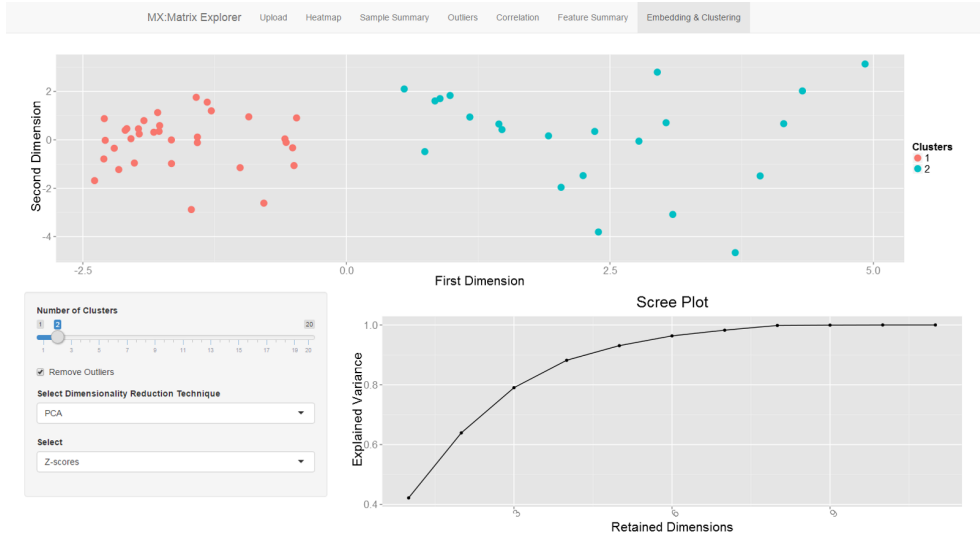 MX:Matrix Explorer Upload Heatmap Sample Summary Outliers Correlation Feature Summary Embedding & Clustering
Second Dimension
2
0
-2
-4
-2.5 0.0 2.5 5.0
First Dimension
Clusters
1
2
Number of Clusters
1 2 20
1 3 5 7 9 11 13 15 17 19 20
Remove Outliers
Select Dimensionality Reduction Technique
PCA
Select
Z-scores
Scree Plot
Explained Variance
1.0
0.8
0.6
0.4
3 6 9
Retained Dimensions